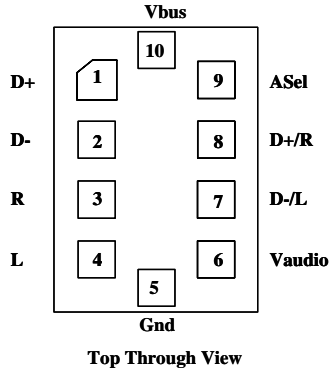 Vbus
10
D+ 1 9 ASel
D- 2 8 D+/R
R 3 7 D-/L
L 4 6 Vaudio
5
Gnd
Top Through View